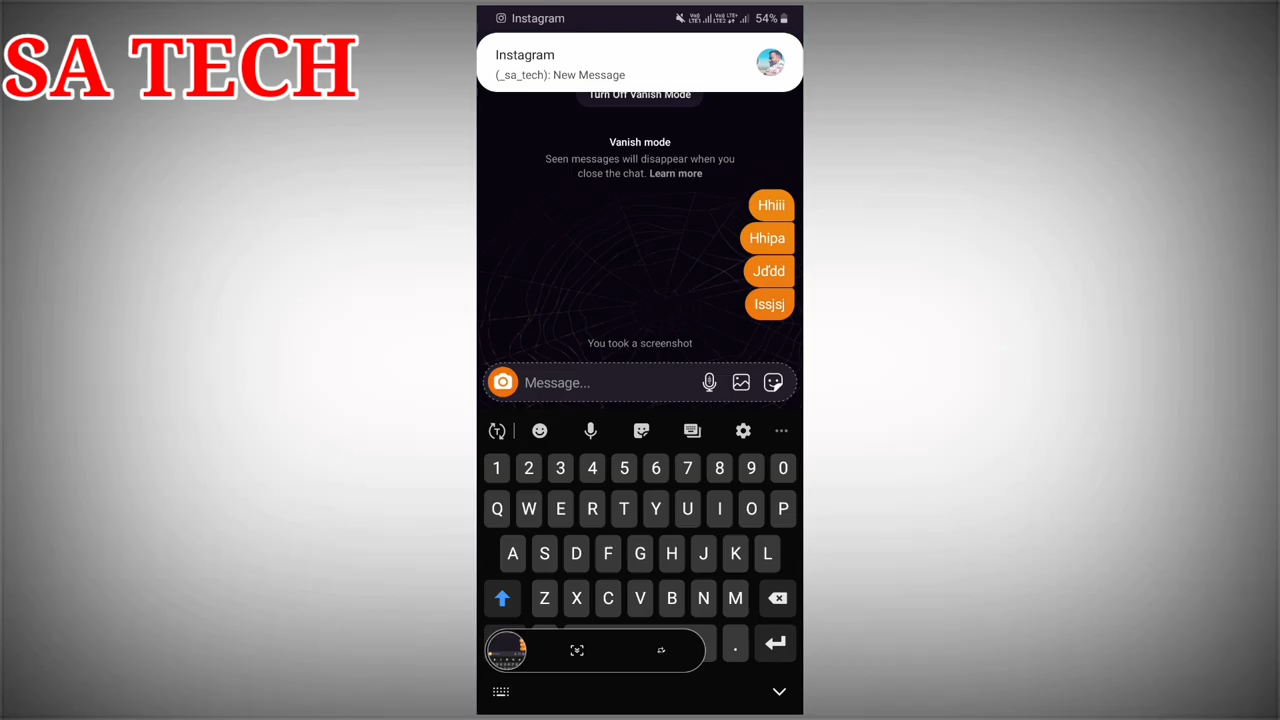 SA TECH
Instagram
54%
Instagram
(_sa_tech): New Message
Turn Off Vanish Mode
Vanish mode
Seen messages will disappear when you
close the chat. Learn more
Hhiii
Hhipa
Jďdd
Issjsj
You took a screenshot
Message...
1 2 3 4 5 6 7 8 9 0
Q W E R T Y U I O P
A S D F G H J K L
Z X C V B N M
.